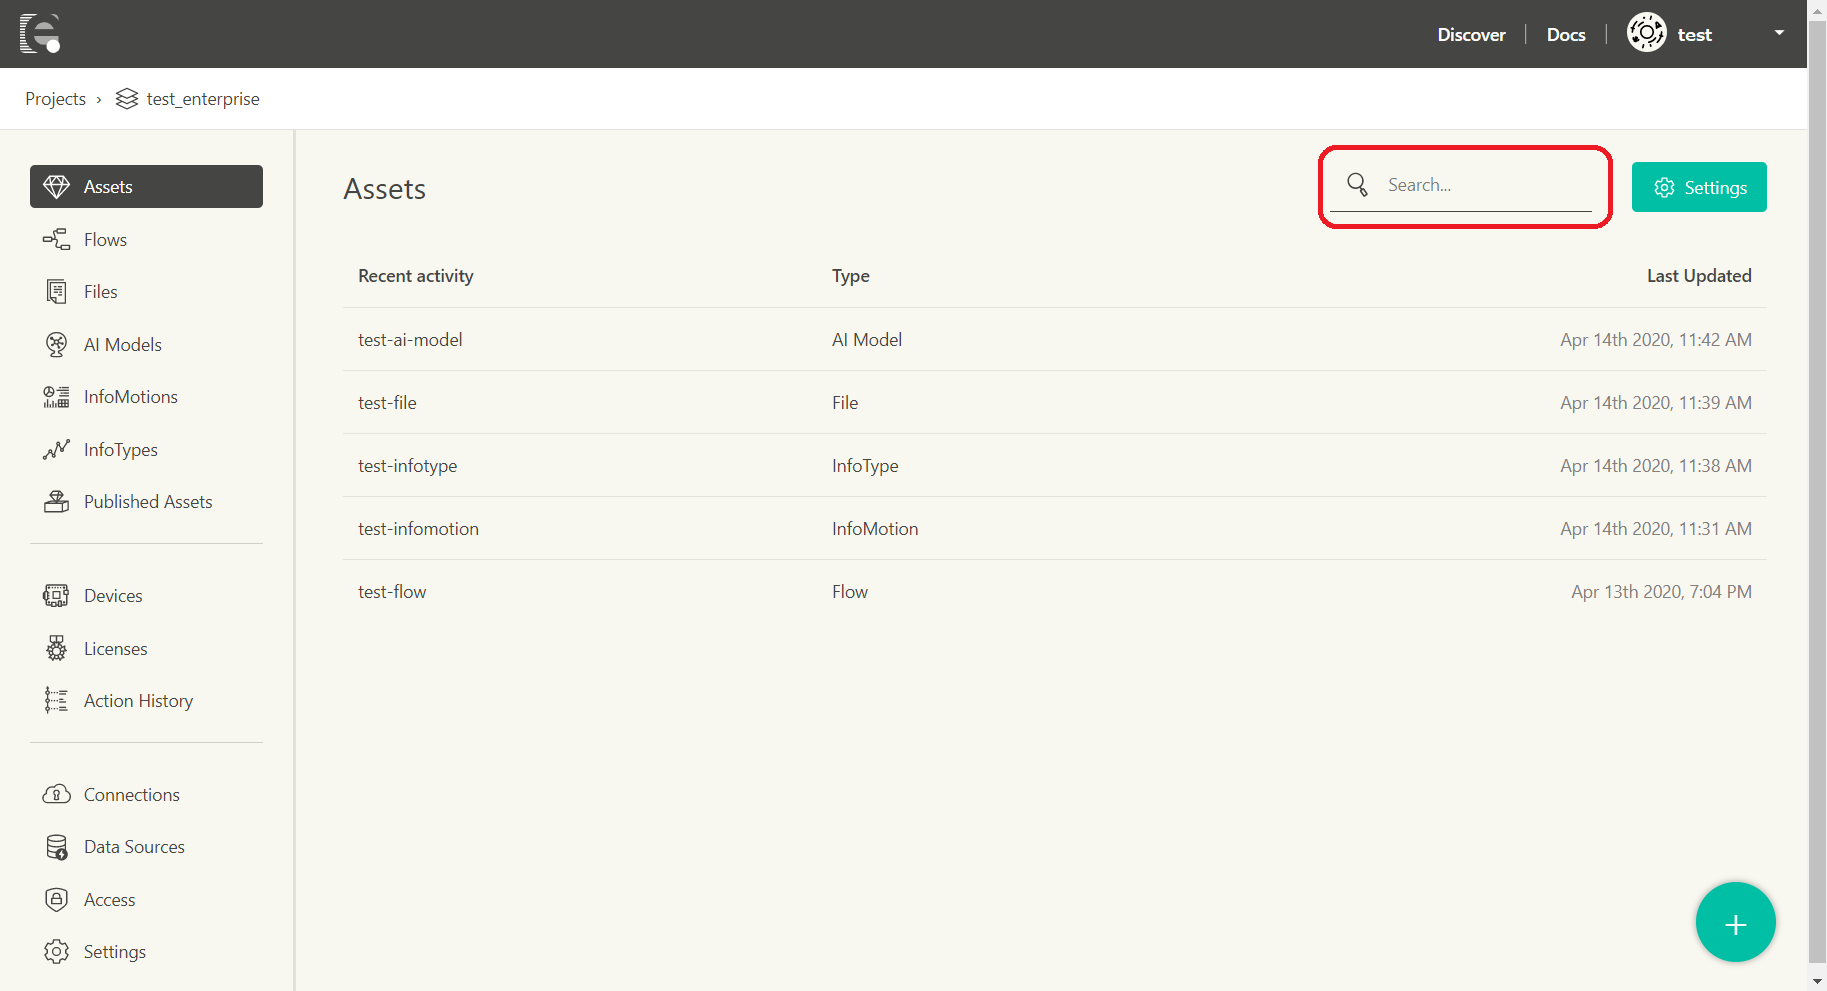 Discover
Docs
test
Projects › test_enterprise
Assets
Flows
Files
AI Models
InfoMotions
InfoTypes
Published Assets
Devices
Licenses
Action History
Connections
Data Sources
Access
Settings
Assets
Search...
Settings
Recent activity Type Last Updated
test-ai-model AI Model Apr 14th 2020, 11:42 AM
test-file File Apr 14th 2020, 11:39 AM
test-infotype InfoType Apr 14th 2020, 11:38 AM
test-infomotion InfoMotion Apr 14th 2020, 11:31 AM
test-flow Flow Apr 13th 2020, 7:04 PM